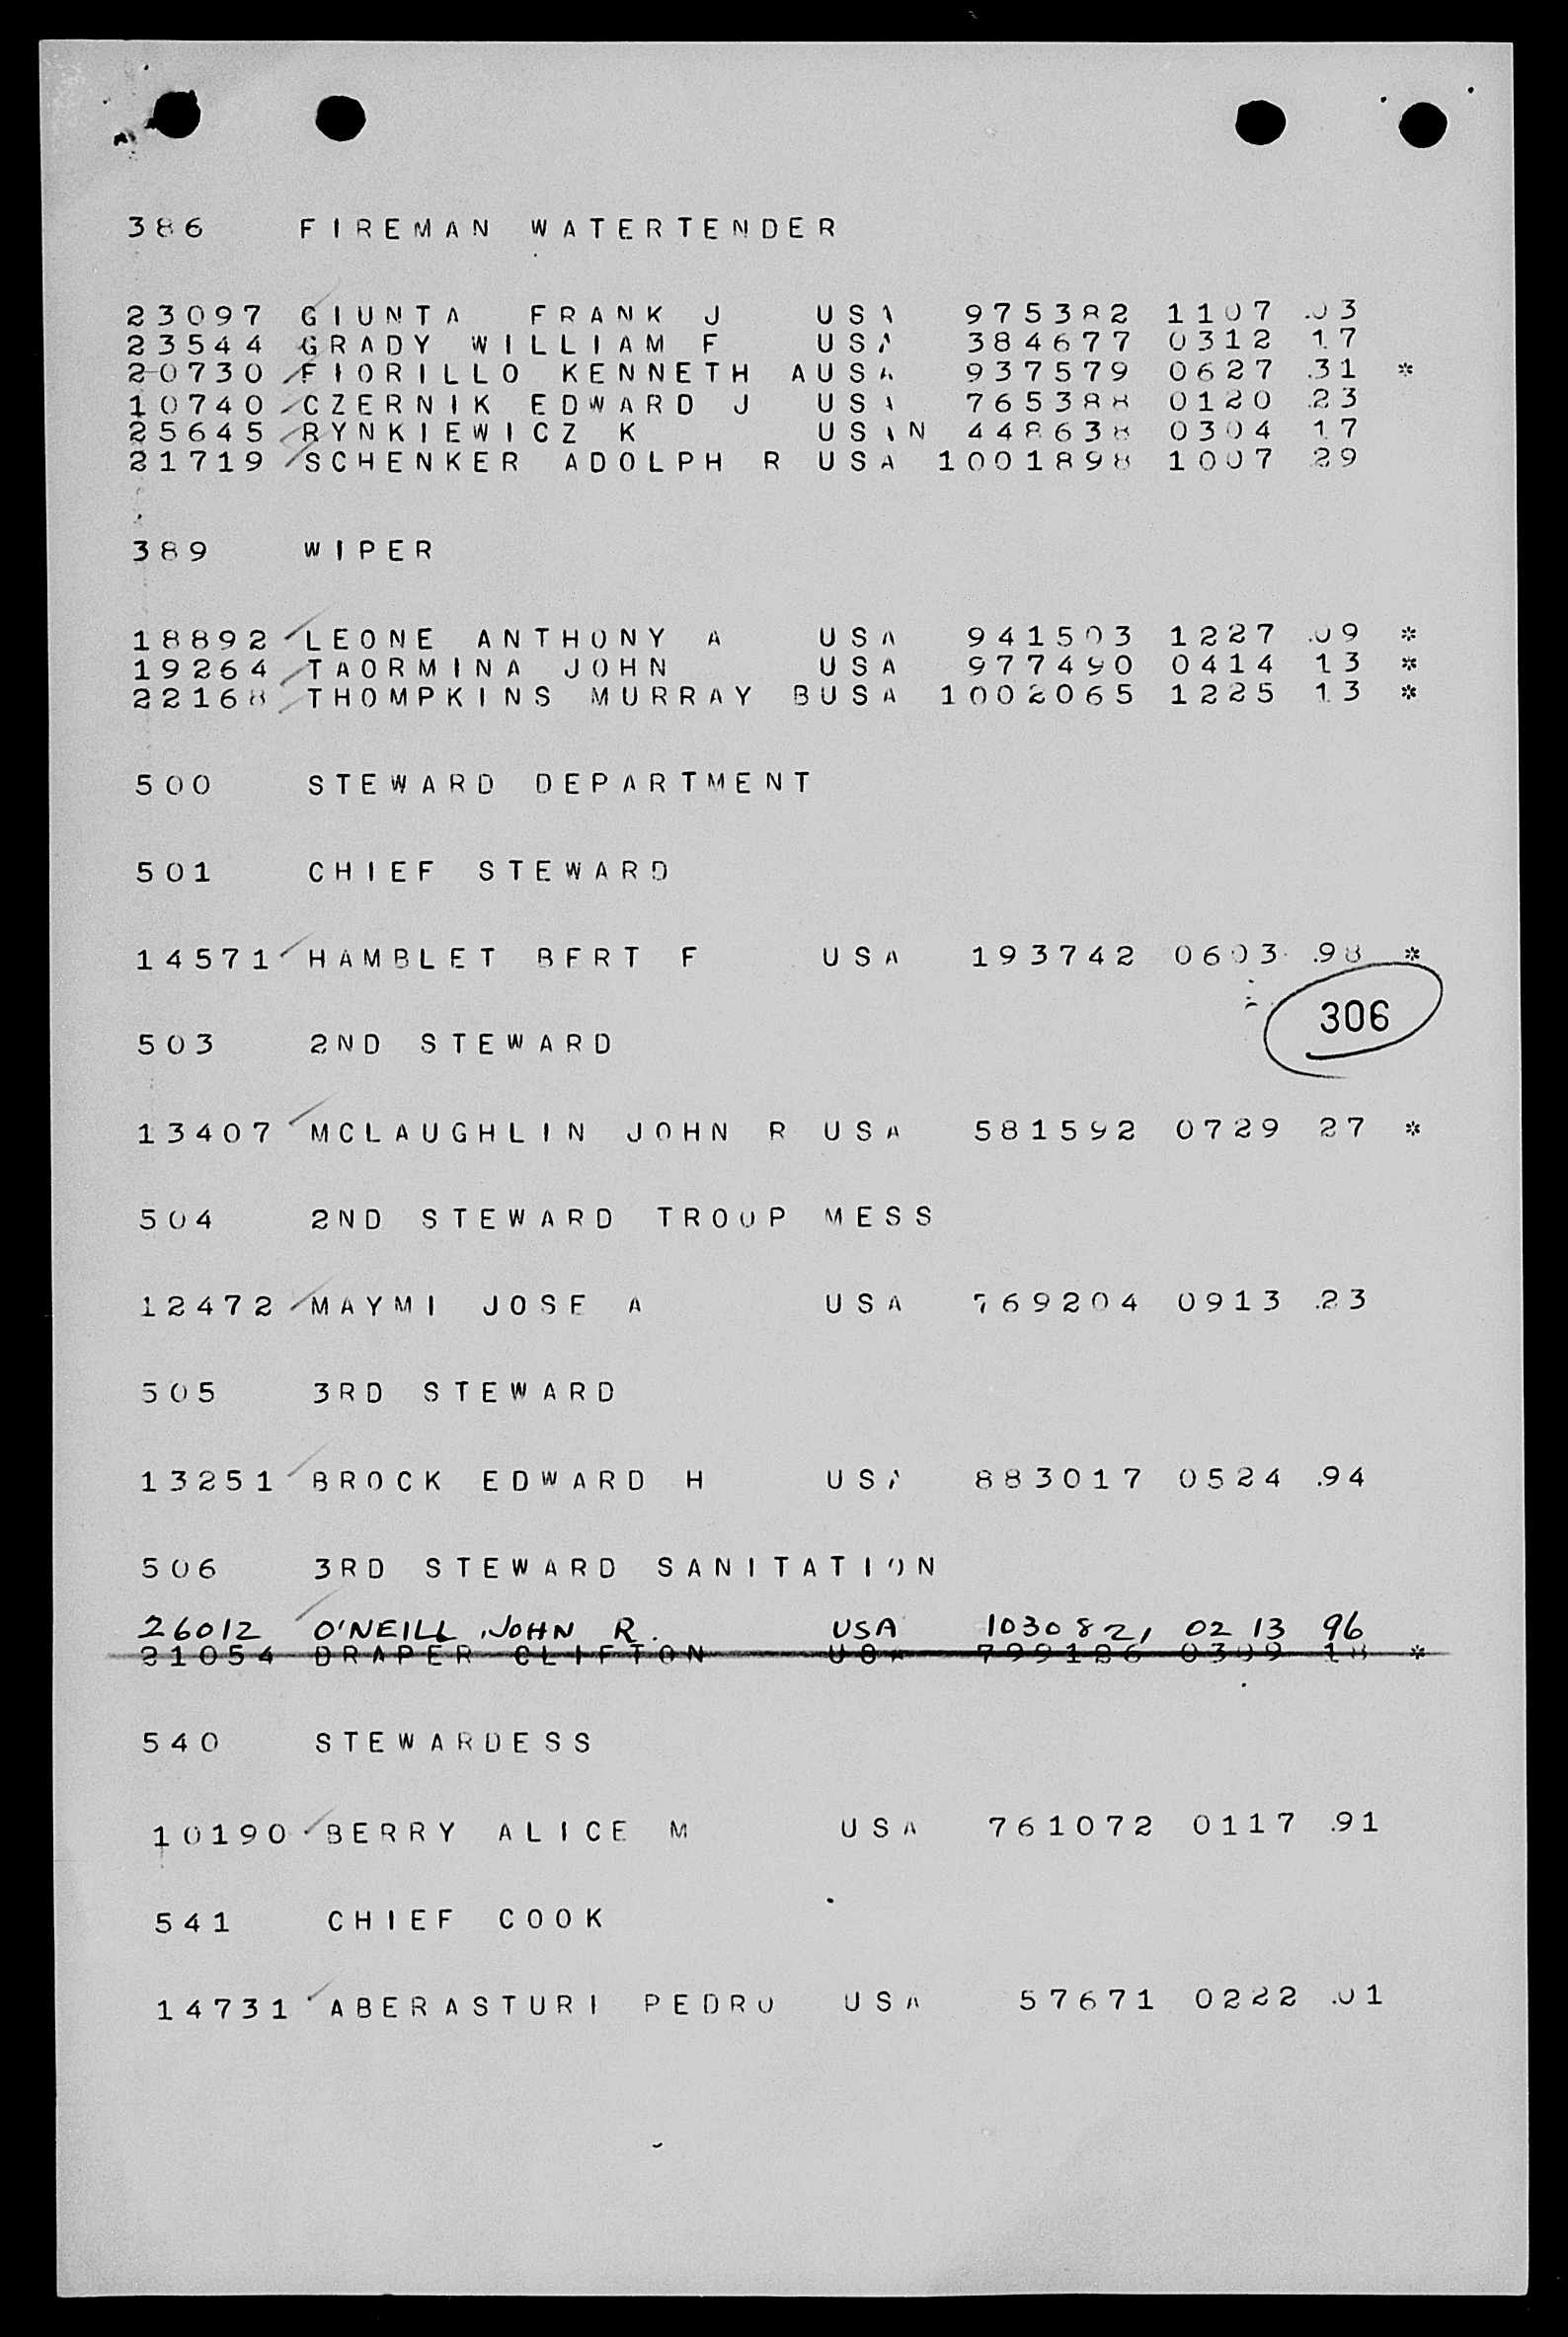 386 FIREMAN WATERTENDER
23097 GIUNTA FRANK J USA 975382 1107 03
23544 GRADY WILLIAM F USA 384677 0312 17
20730 FIORILLO KENNETH AUSA 937579 0627 31 *
10740 CZERNIK EDWARD J USA 765388 0120 23
25645 RYNKIEWICZ K USAN 448638 0304 17
21719 SCHENKER ADOLPH R USA 1001898 1007 29
389 WIPER
18892 LEONE ANTHONY A USA 941503 1227 09 *
19264 TAORMINA JOHN USA 977490 0414 13 *
22168 THOMPKINS MURRAY BUSA 1002065 1225 13 *
500 STEWARD DEPARTMENT
501 CHIEF STEWARD
14571 HAMBLET BERT F USA 193742 0603 98 *
306
503 2ND STEWARD
13407 MCLAUGHLIN JOHN R USA 581592 0729 27 *
504 2ND STEWARD TROOP MESS
12472 MAYMI JOSE A USA 769204 0913 23
505 3RD STEWARD
13251 BROCK EDWARD H USA 883017 0524 94
506 3RD STEWARD SANITATION
26012 O'NEILL JOHN R. USA 103082, 02 13 96
21054 DRAPER CLIFTON USA 799126 0309 18 *
540 STEWARDESS
10190 BERRY ALICE M USA 761072 0117 91
541 CHIEF COOK
14731 ABERASTURI PEDRO USA 57671 0222 01